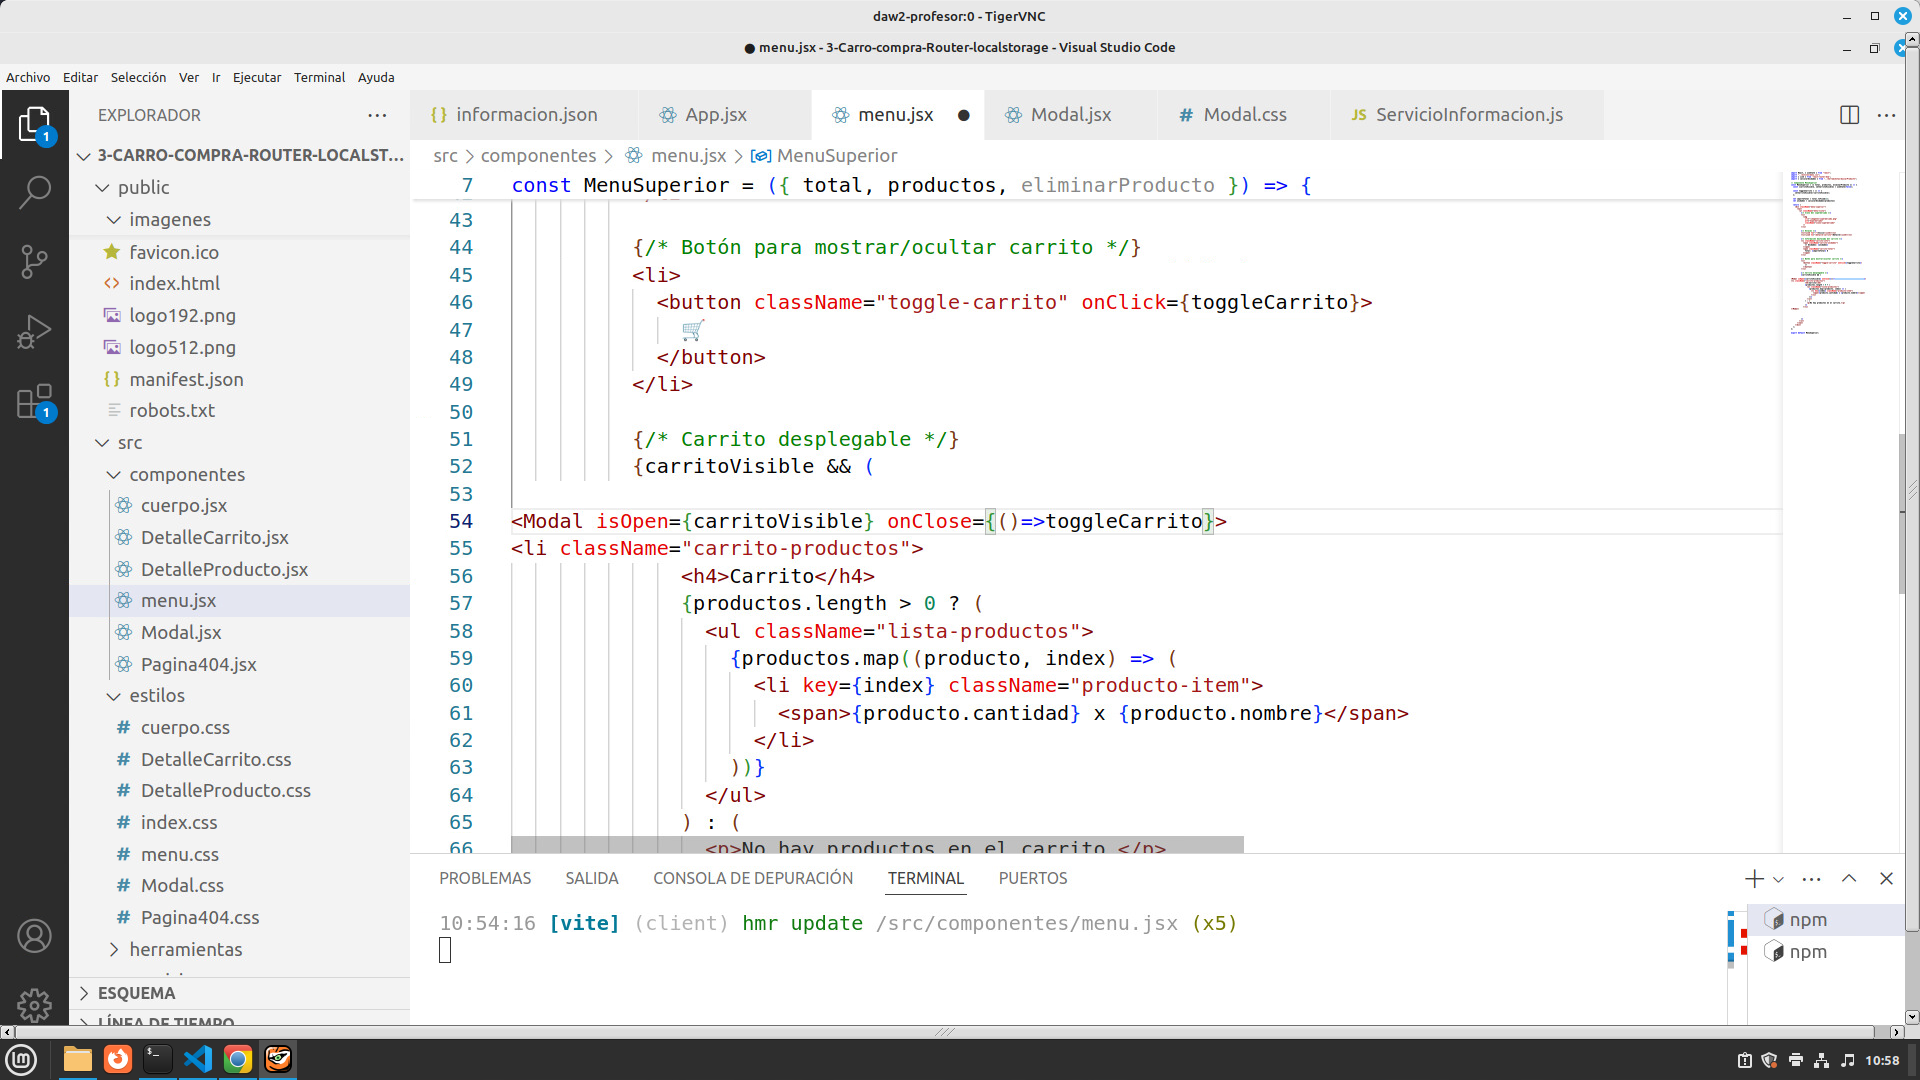 daw2-profesor:0 - TigerVNC
● menu.jsx - 3-Carro-compra-Router-localstorage - Visual Studio Code
Archivo Editar Selección Ver Ir Ejecutar Terminal Ayuda
EXPLORADOR
3-CARRO-COMPRA-ROUTER-LOCALST...
public
imagenes
favicon.ico
index.html
logo192.png
logo512.png
manifest.json
robots.txt
src
componentes
cuerpo.jsx
DetalleCarrito.jsx
DetalleProducto.jsx
menu.jsx
Modal.jsx
Pagina404.jsx
estilos
cuerpo.css
DetalleCarrito.css
DetalleProducto.css
index.css
menu.css
Modal.css
Pagina404.css
herramientas
ESQUEMA
LÍNEA DE TIEMPO
1
1
{} informacion.json App.jsx menu.jsx ● Modal.jsx # Modal.css JS ServicioInformacion.js
src > componentes > menu.jsx > MenuSuperior
7 const MenuSuperior = ({ total, productos, eliminarProducto }) => {
43
44 {/* Botón para mostrar/ocultar carrito */}
45 <li>
46 <button className="toggle-carrito" onClick={toggleCarrito}>
47 🛒
48 </button>
49 </li>
50
51 {/* Carrito desplegable */}
52 {carritoVisible && (
53
54 <Modal isOpen={carritoVisible} onClose={()=>toggleCarrito}>
55 <li className="carrito-productos">
56 <h4>Carrito</h4>
57 {productos.length > 0 ? (
58 <ul className="lista-productos">
59 {productos.map((producto, index) => (
60 <li key={index} className="producto-item">
61 <span>{producto.cantidad} x {producto.nombre}</span>
62 </li>
63 ))}
64 </ul>
65 ) : (
66 <p>No hay productos en el carrito.</p>
PROBLEMAS SALIDA CONSOLA DE DEPURACIÓN TERMINAL PUERTOS
10:54:16 [vite] (client) hmr update /src/componentes/menu.jsx (x5)
npm
npm
10:58